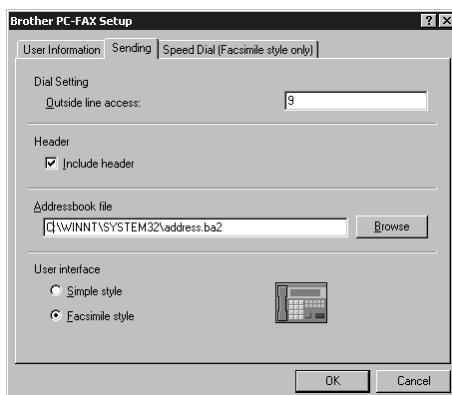 Brother PC-FAX Setup
User Information Sending Speed Dial (Facsimile style only)
Dial Setting
Outside line access: 9
Header
Include header
Addressbook file
C:\WINNT\SYSTEM32\address.ba2 Browse
User interface
Simple style
Facsimile style
OK Cancel